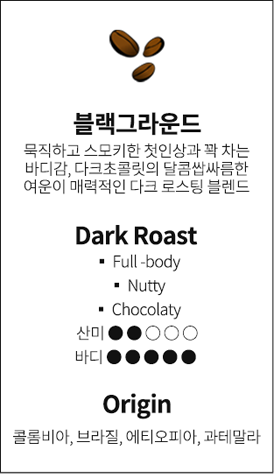 블랙그라운드
묵직하고 스모키한 첫인상과 꽉 차는
바디감, 다크초콜릿의 달콤쌉싸름한
여운이 매력적인 다크 로스팅 블렌드
Dark Roast
▪ Full -body
▪ Nutty
▪ Chocolaty
산미 ●●○○○
바디 ●●●●●
Origin
콜롬비아, 브라질, 에티오피아, 과테말라